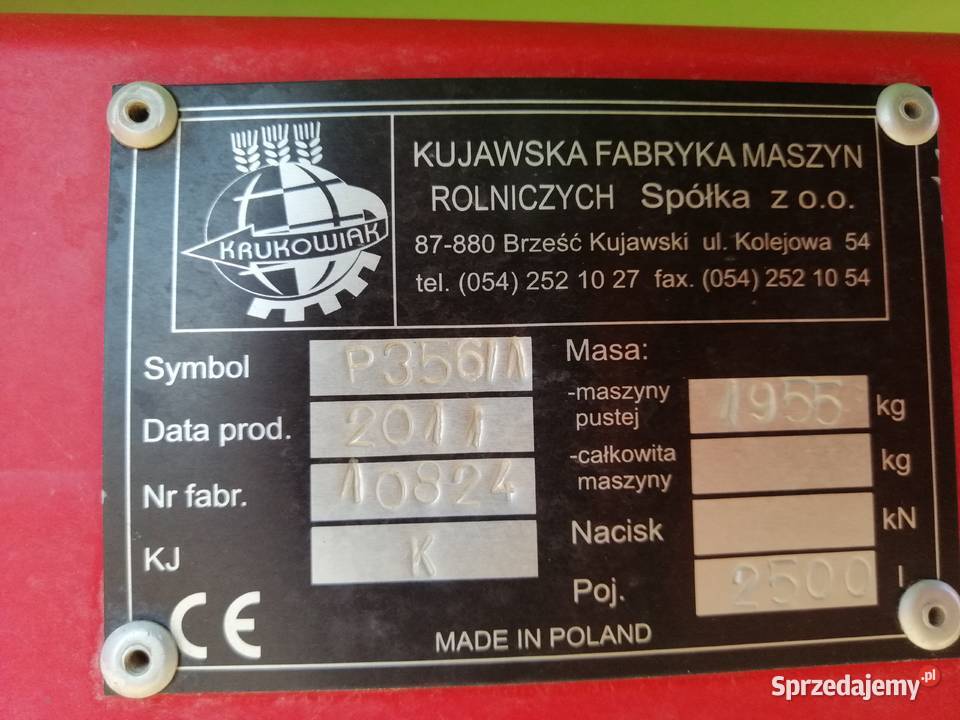 KRUKOWIAK
KUJAWSKA FABRYKA MASZYN
ROLNICZYCH Spółka z o.o.
87-880 Brześć Kujawski ul. Kolejowa 54
tel. (054) 252 10 27 fax. (054) 252 10 54
Symbol P356/1
Data prod. 2011
Nr fabr. 10824
KJ K
CE
Masa:
-maszyny
pustej 1955 kg
-całkowita
maszyny kg
Nacisk kN
Poj. 2500 l
MADE IN POLAND
Sprzedajemy.pl